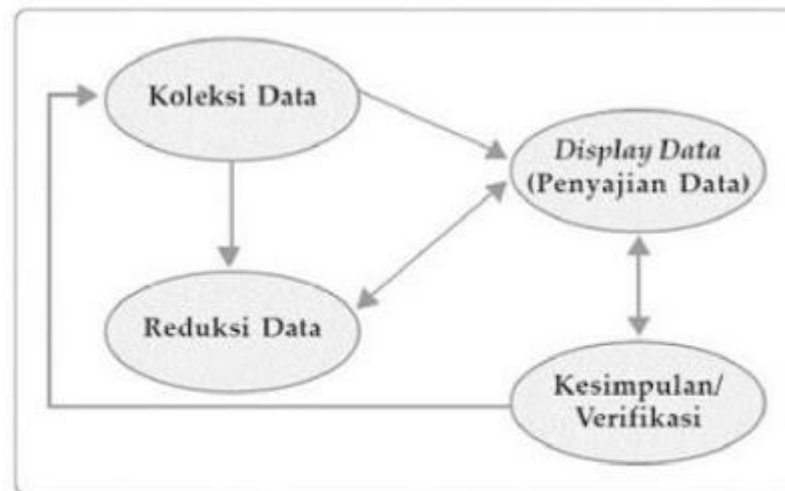 Koleksi Data
Display Data
(Penyajian Data)
Reduksi Data
Kesimpulan/
Verifikasi